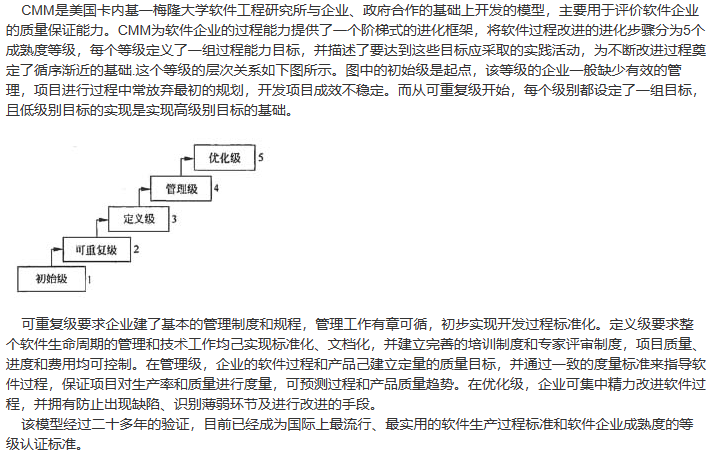 CMM是美国卡内基—梅隆大学软件工程研究所与企业、政府合作的基础上开发的模型，主要用于评价软件企业
的质量保证能力。CMM为软件企业的过程能力提供了一个阶梯式的进化框架，将软件过程改进的进化步骤分为5个
成熟度等级，每个等级定义了一组过程能力目标，并描述了要达到这些目标应采取的实践活动，为不断改进过程奠
定了循序渐近的基础.这个等级的层次关系如下图所示。图中的初始级是起点，该等级的企业一般缺少有效的管
理，项目进行过程中常放弃最初的规划，开发项目成效不稳定。而从可重复级开始，每个级别都设定了一组目标，
且低级别目标的实现是实现高级别目标的基础。
优化级 5
管理级 4
定义级 3
可重复级 2
初始级 1
可重复级要求企业建了基本的管理制度和规程，管理工作有章可循，初步实现开发过程标准化。定义级要求整
个软件生命周期的管理和技术工作均己实现标准化、文档化，并建立完善的培训制度和专家评审制度，项目质量、
进度和费用均可控制。在管理级，企业的软件过程和产品己建立定量的质量目标，并通过一致的度量标准来指导软
件过程，保证项目对生产率和质量进行度量，可预测过程和产品质量趋势。在优化级，企业可集中精力改进软件过
程，并拥有防止出现缺陷、识别薄弱环节及进行改进的手段。
该模型经过二十多年的验证，目前已经成为国际上最流行、最实用的软件生产过程标准和软件企业成熟度的等
级认证标准。